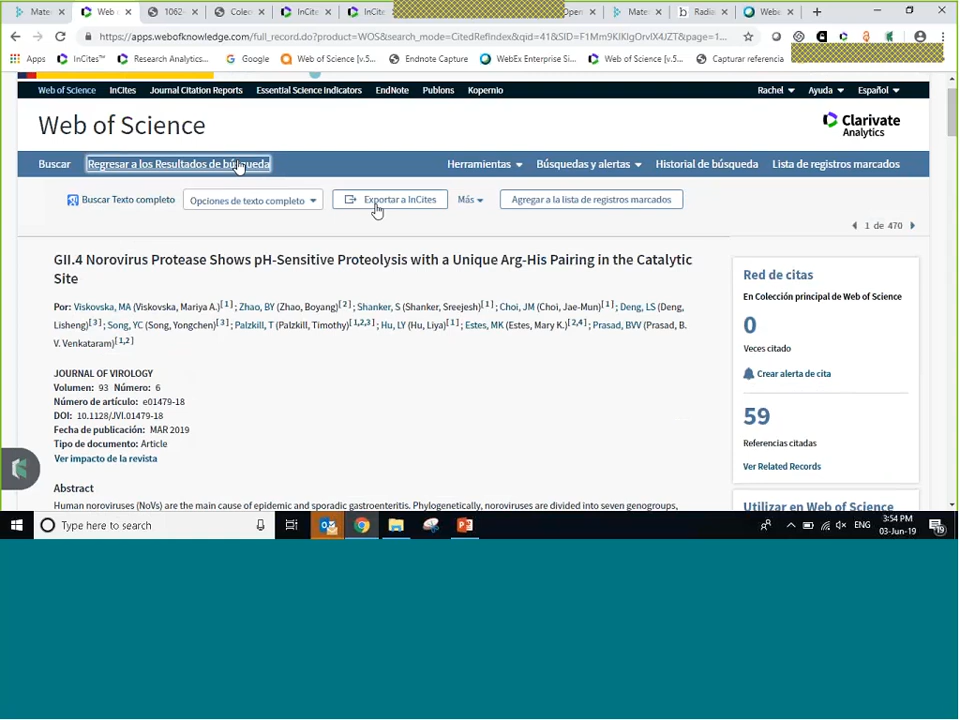 Mate
Web o
1062
Colec
InCite
InCite
Open
Mate
Radia
Webe
https://apps.webofknowledge.com/full_record.do?product=WOS&search_mode=CitedRefIndex&qid=41&SID=F1Mm9KIKlgOrvIX4JZT&page=1...
Apps
InCites™
Research Analytics...
Google
Web of Science [v.5...
Endnote Capture
WebEx Enterprise Si...
Web of Science [v.5...
Capturar referencia
Web of Science
InCites
Journal Citation Reports
Essential Science Indicators
EndNote
Publons
Kopernio
Rachel
Ayuda
Español
Web of Science
Clarivate
Analytics
Buscar
Regresar a los Resultados de búsqueda
Herramientas
Búsquedas y alertas
Historial de búsqueda
Lista de registros marcados
Buscar Texto completo
Opciones de texto completo
Exportar a InCites
Más
Agregar a la lista de registros marcados
1 de 470
GII.4 Norovirus Protease Shows pH-Sensitive Proteolysis with a Unique Arg-His Pairing in the Catalytic
Site
Por: Viskovska, MA (Viskovska, Mariya A.)[1]; Zhao, BY (Zhao, Boyang)[2]; Shanker, S (Shanker, Sreejesh)[1]; Choi, JM (Choi, Jae-Mun)[1]; Deng, LS (Deng,
Lisheng)[3]; Song, YC (Song, Yongchen)[3]; Palzkill, T (Palzkill, Timothy)[1,2,3]; Hu, LY (Hu, Liya)[1]; Estes, MK (Estes, Mary K.)[2,4]; Prasad, BVV (Prasad, B.
V. Venkataram)[1,2]
JOURNAL OF VIROLOGY
Volumen: 93 Número: 6
Número de artículo: e01479-18
DOI: 10.1128/JVI.01479-18
Fecha de publicación: MAR 2019
Tipo de documento: Article
Ver impacto de la revista
Abstract
Human noroviruses (NoVs) are the main cause of epidemic and sporadic gastroenteritis. Phylogenetically, noroviruses are divided into seven genogroups,
Red de citas
En Colección principal de Web of Science
0
Veces citado
Crear alerta de cita
59
Referencias citadas
Ver Related Records
Utilizar en Web of Science
Type here to search
ENG
3:54 PM
03-Jun-19
19